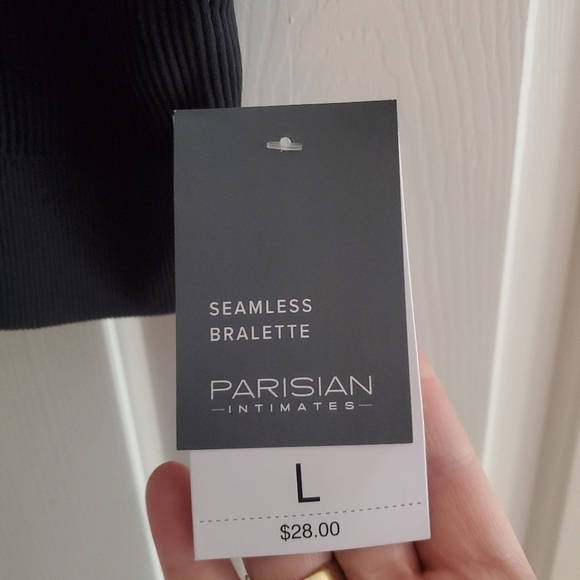 SEAMLESS
BRALETTE
PARISIAN
INTIMATES
L
$28.00